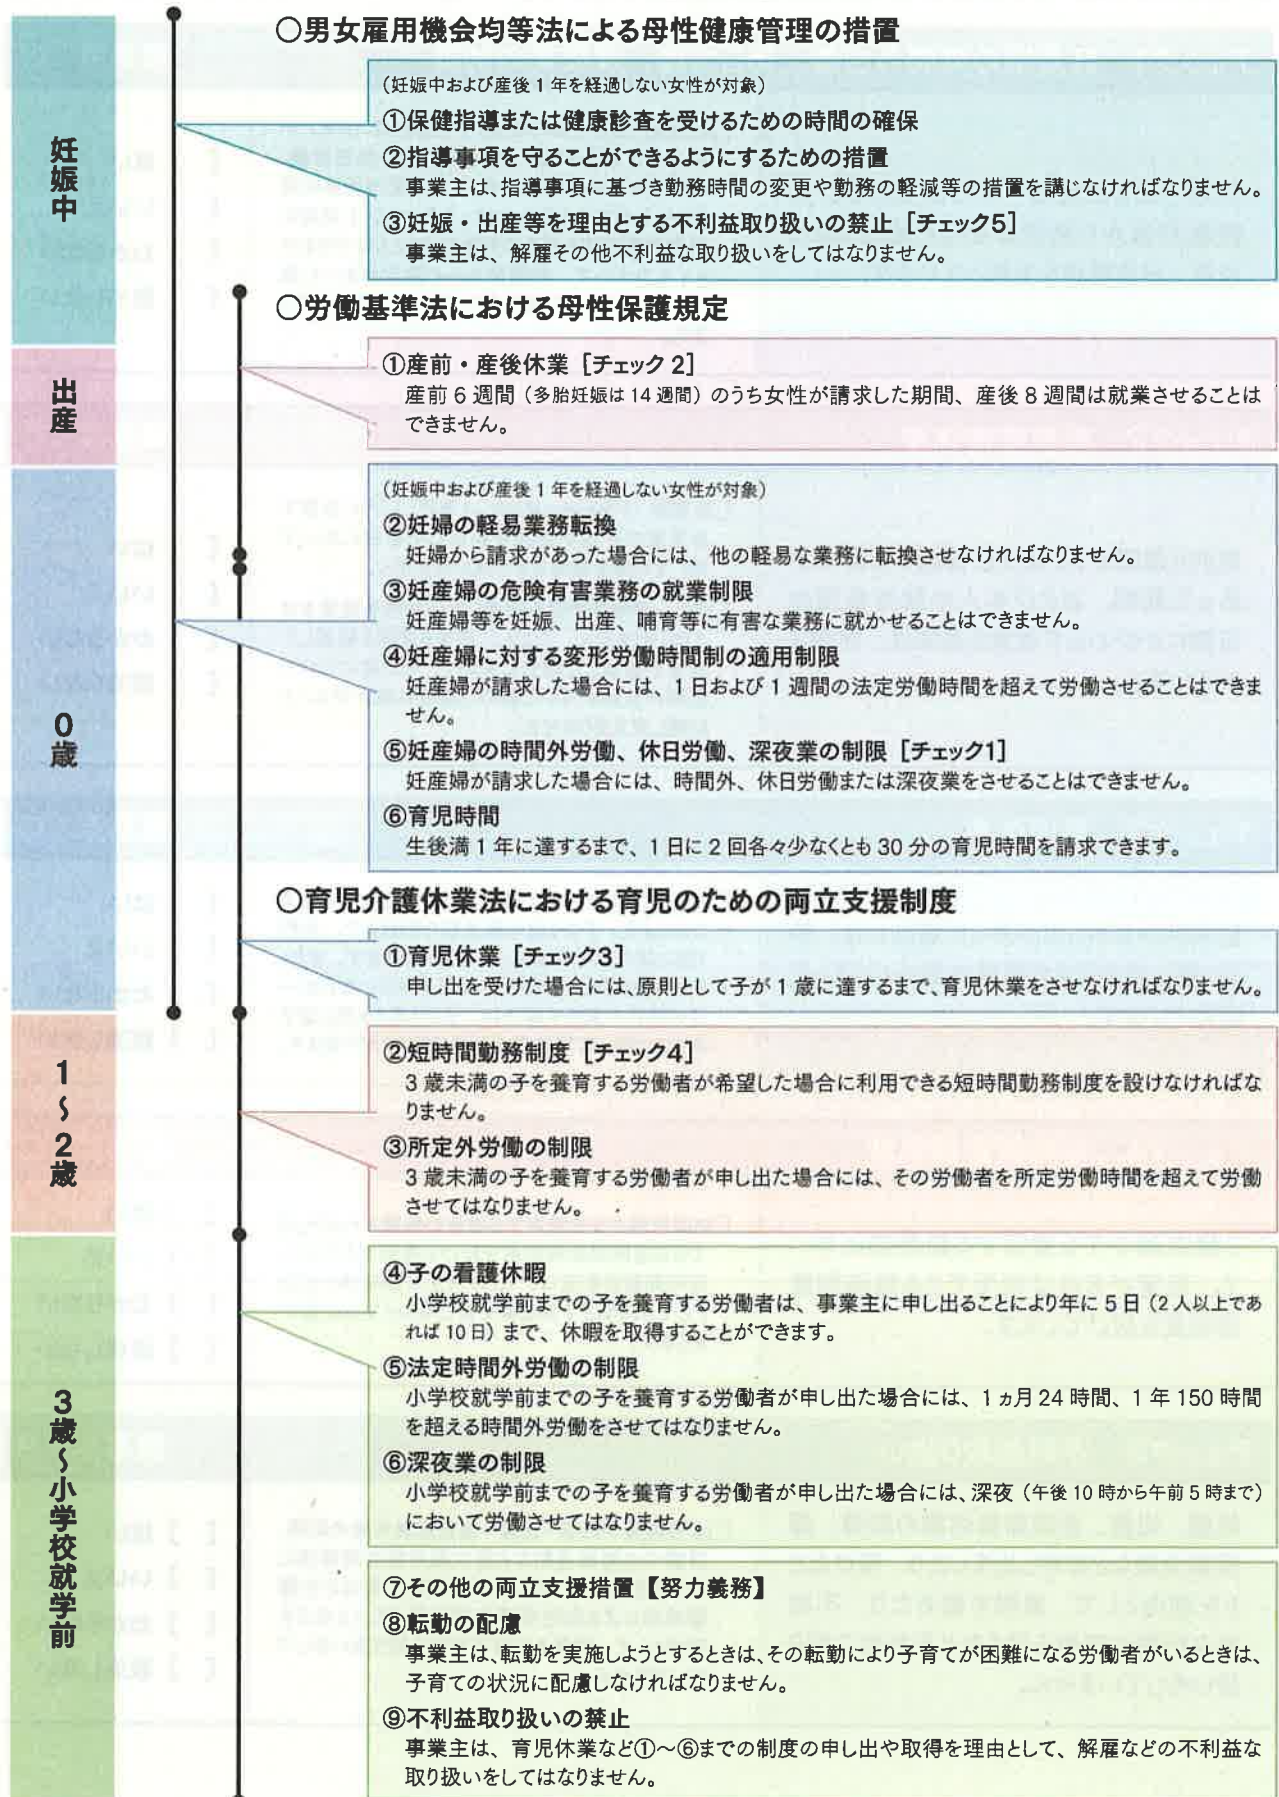 妊娠中
出産
0歳
1～2歳
3歳～小学校就学前
○男女雇用機会均等法による母性健康管理の措置
(妊娠中および産後1年を経過しない女性が対象)
①保健指導または健康診査を受けるための時間の確保
②指導事項を守ることができるようにするための措置
事業主は、指導事項に基づき勤務時間の変更や勤務の軽減等の措置を講じなければなりません。
③妊娠・出産等を理由とする不利益取り扱いの禁止［チェック5］
事業主は、解雇その他不利益な取り扱いをしてはなりません。
○労働基準法における母性保護規定
①産前・産後休業［チェック 2］
産前 6 週間（多胎妊娠は 14 週間）のうち女性が請求した期間、産後 8 週間は就業させることは
できません。
(妊娠中および産後1年を経過しない女性が対象)
②妊婦の軽易業務転換
妊婦から請求があった場合には、他の軽易な業務に転換させなければなりません。
③妊産婦の危険有害業務の就業制限
妊産婦等を妊娠、出産、哺育等に有害な業務に就かせることはできません。
④妊産婦に対する変形労働時間制の適用制限
妊産婦が請求した場合には、1日および1週間の法定労働時間を超えて労働させることはできま
せん。
⑤妊産婦の時間外労働、休日労働、深夜業の制限［チェック1］
妊産婦が請求した場合には、時間外、休日労働または深夜業をさせることはできません。
⑥育児時間
生後満 1 年に達するまで、1日に 2 回各々少なくとも 30 分の育児時間を請求できます。
○育児介護休業法における育児のための両立支援制度
①育児休業［チェック3］
申し出を受けた場合には、原則として子が 1 歳に達するまで、育児休業をさせなければなりません。
②短時間勤務制度［チェック4］
3 歳未満の子を養育する労働者が希望した場合に利用できる短時間勤務制度を設けなければな
りません。
③所定外労働の制限
3 歳未満の子を養育する労働者が申し出た場合には、その労働者を所定労働時間を超えて労働
させてはなりません。
④子の看護休暇
小学校就学前までの子を養育する労働者は、事業主に申し出ることにより年に 5 日（2 人以上であ
れば 10 日）まで、休暇を取得することができます。
⑤法定時間外労働の制限
小学校就学前までの子を養育する労働者が申し出た場合には、1 ヵ月 24 時間、1 年 150 時間
を超える時間外労働をさせてはなりません。
⑥深夜業の制限
小学校就学前までの子を養育する労働者が申し出た場合には、深夜（午後 10 時から午前 5 時まで）
において労働させてはなりません。
⑦その他の両立支援措置【努力義務】
⑧転勤の配慮
事業主は、転勤を実施しようとするときは、その転勤により子育てが困難になる労働者がいるときは、
子育ての状況に配慮しなければなりません。
⑨不利益取り扱いの禁止
事業主は、育児休業など①～⑥までの制度の申し出や取得を理由として、解雇などの不利益な
取り扱いをしてはなりません。